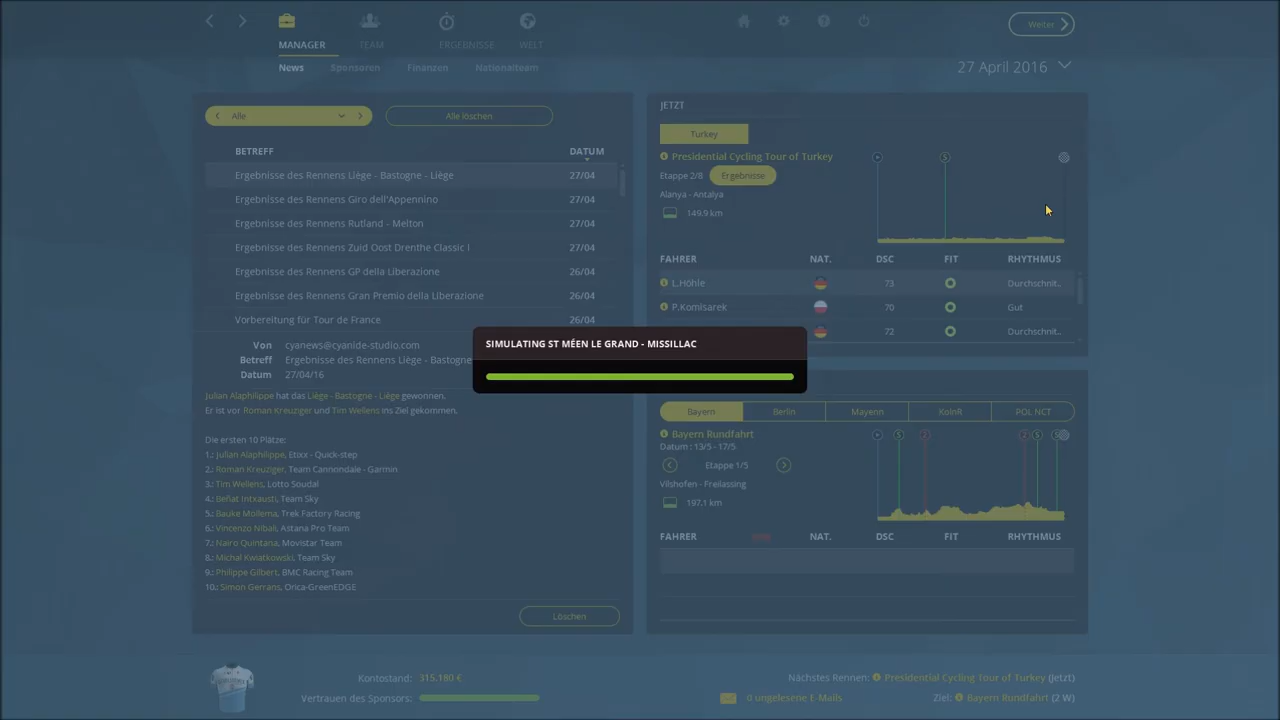 Weiter
MANAGER
TEAM
ERGEBNISSE
WELT
News
Sponsoren
Finanzen
Nationalteam
27 April 2016
Alle
Alle löschen
BETREFF
DATUM
Ergebnisse des Rennens Liège - Bastogne - Liège 27/04
Ergebnisse des Rennens Giro dell'Appennino 27/04
Ergebnisse des Rennens Rutland - Melton 27/04
Ergebnisse des Rennens Zuid Oost Drenthe Classic I 27/04
Ergebnisse des Rennens GP della Liberazione 26/04
Ergebnisse des Rennens Gran Premio della Liberazione 26/04
Vorbereitung für Tour de France 26/04
Von cyanews@cyanide-studio.com
Betreff Ergebnisse des Rennens Liège - Bastogne
Datum 27/04/16
Julian Alaphilippe hat das Liège - Bastogne - Liège gewonnen.
Er ist vor Roman Kreuziger und Tim Wellens ins Ziel gekommen.
Die ersten 10 Plätze:
1.: Julian Alaphilippe, Etixx - Quick-step
2.: Roman Kreuziger, Team Cannondale - Garmin
3.: Tim Wellens, Lotto Soudal
4.: Beñat Intxausti, Team Sky
5.: Bauke Mollema, Trek Factory Racing
6.: Vincenzo Nibali, Astana Pro Team
7.: Nairo Quintana, Movistar Team
8.: Michal Kwiatkowski, Team Sky
9.: Philippe Gilbert, BMC Racing Team
10.: Simon Gerrans, Orica-GreenEDGE
Löschen
SIMULATING ST MÉEN LE GRAND - MISSILLAC
JETZT
Turkey
Presidential Cycling Tour of Turkey
Etappe 2/8 Ergebnisse
Alanya - Antalya
149.9 km
S
FAHRER NAT. DSC FIT RHYTHMUS
L.Höhle 73 Durchschnit..
P.Komisarek 70 Gut
72 Durchschnit..
Bayern Berlin Mayenn KolnR POL NCT
Bayern Rundfahrt
Datum : 13/5 - 17/5
Etappe 1/5
Vilshofen - Freilassing
197.1 km
S 2 2 S S
FAHRER NAT. DSC FIT RHYTHMUS
Kontostand: 315.180 €
Vertrauen des Sponsors:
Nächstes Rennen: Presidential Cycling Tour of Turkey (Jetzt)
0 ungelesene E-Mails
Ziel: Bayern Rundfahrt (2 W)